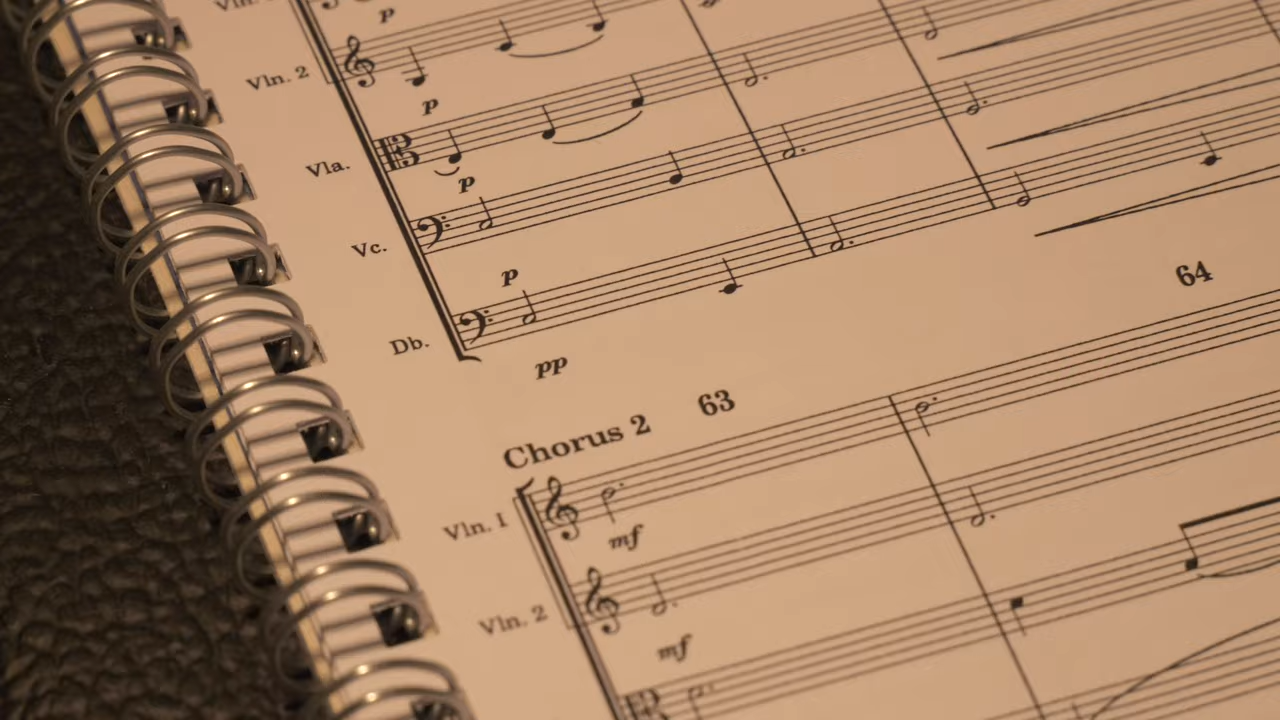 p
Vln. 2
p
Vla.
p
Vc.
p
Db.
pp
64
Chorus 2 63
Vln. 1
mf
Vln. 2
mf